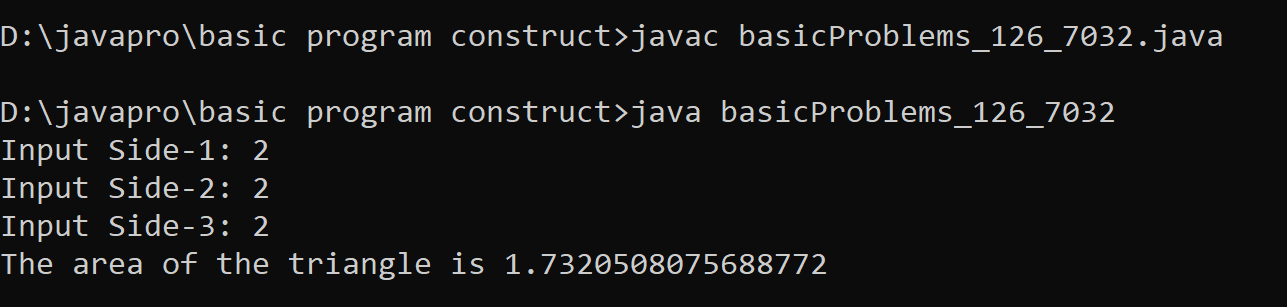 D:\javapro\basic program construct>javac basicProblems_126_7032.java
D:\javapro\basic program construct>java basicProblems_126_7032
Input Side-1: 2
Input Side-2: 2
Input Side-3: 2
The area of the triangle is 1.7320508075688772